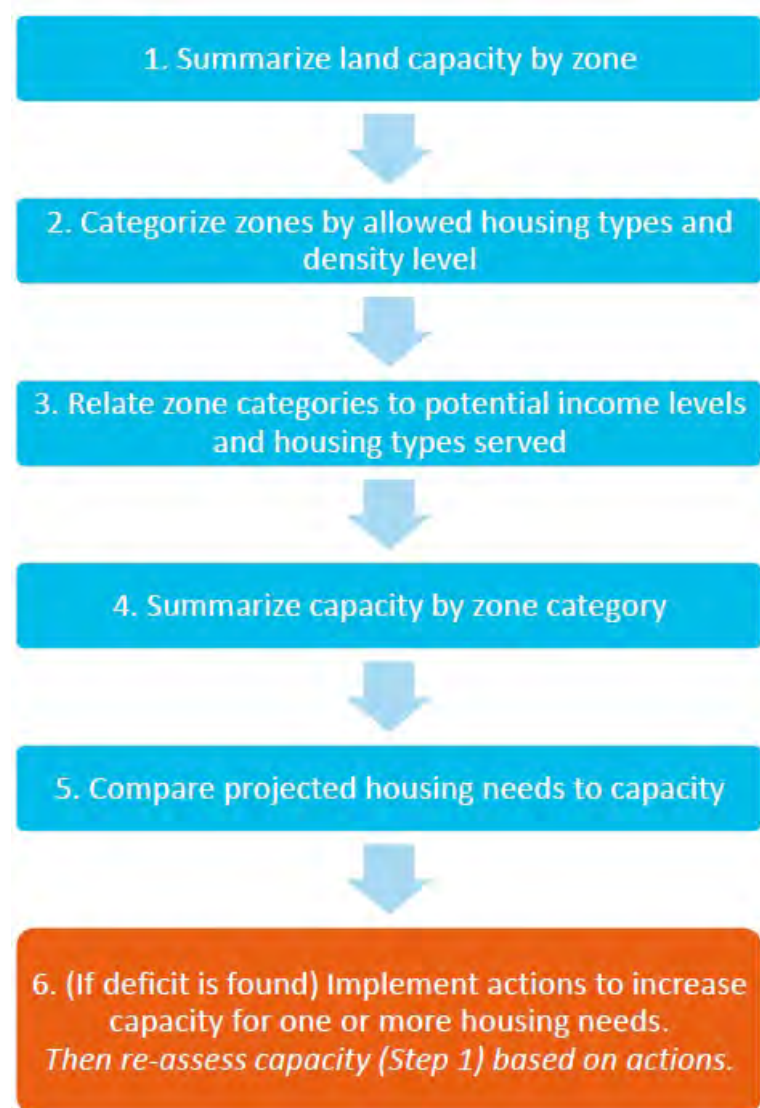 1. Summarize land capacity by zone
2. Categorize zones by allowed housing types and
density level
3. Relate zone categories to potential income levels
and housing types served
4. Summarize capacity by zone category
5. Compare projected housing needs to capacity
6. (If deficit is found) Implement actions to increase
capacity for one or more housing needs.
Then re-assess capacity (Step 1) based on actions.